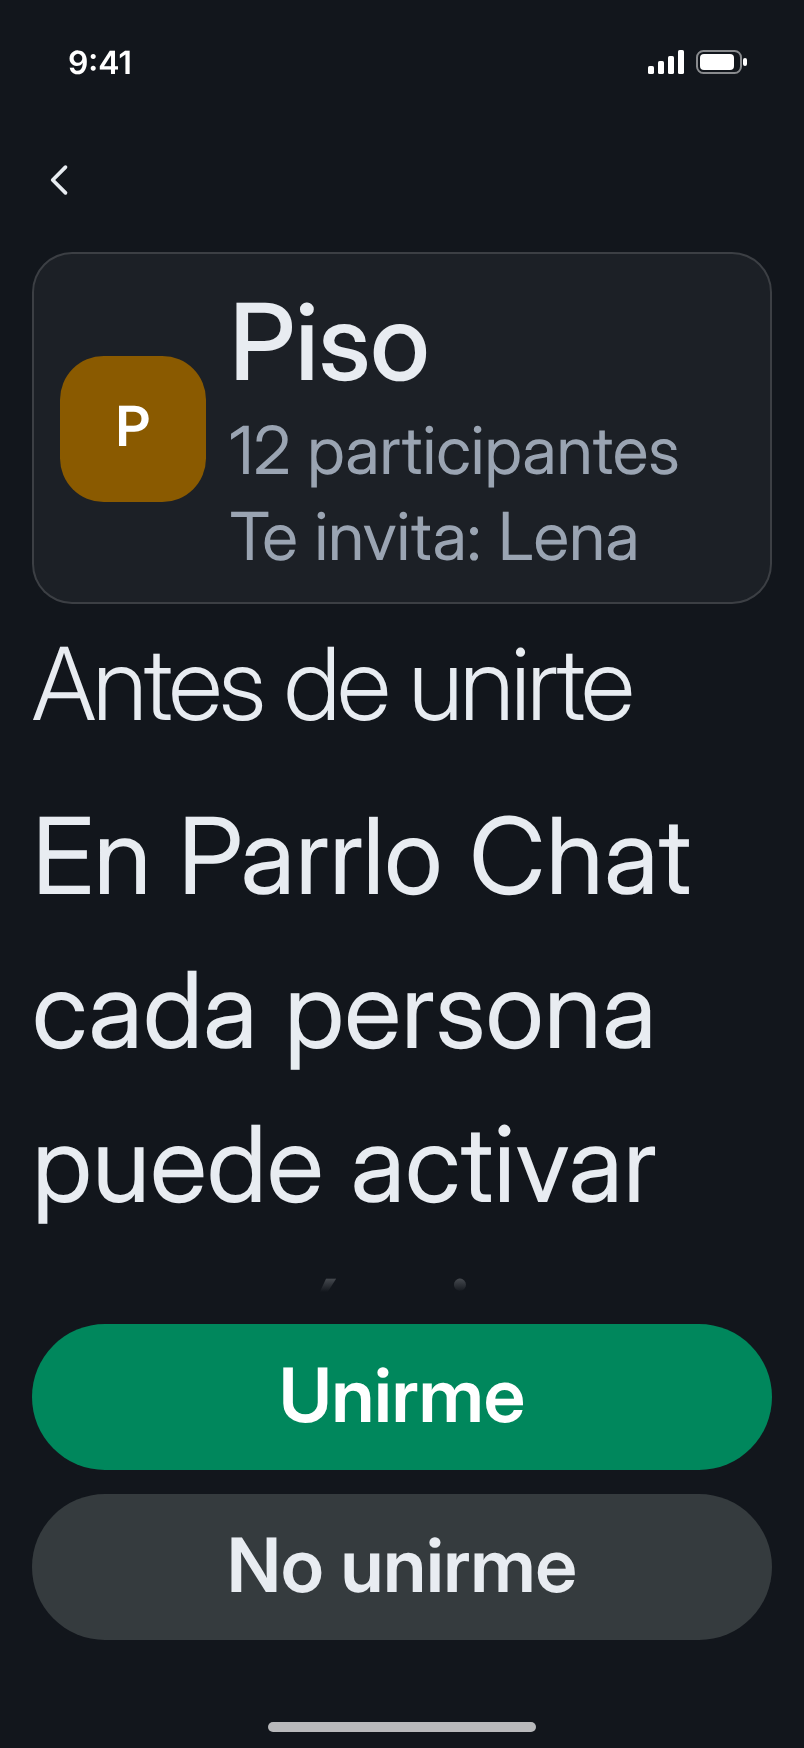 9:41
Piso
P
12 participantes
Te invita: Lena
Antes de unirte
En Parrlo Chat
cada persona
puede activar
Unirme
No unirme